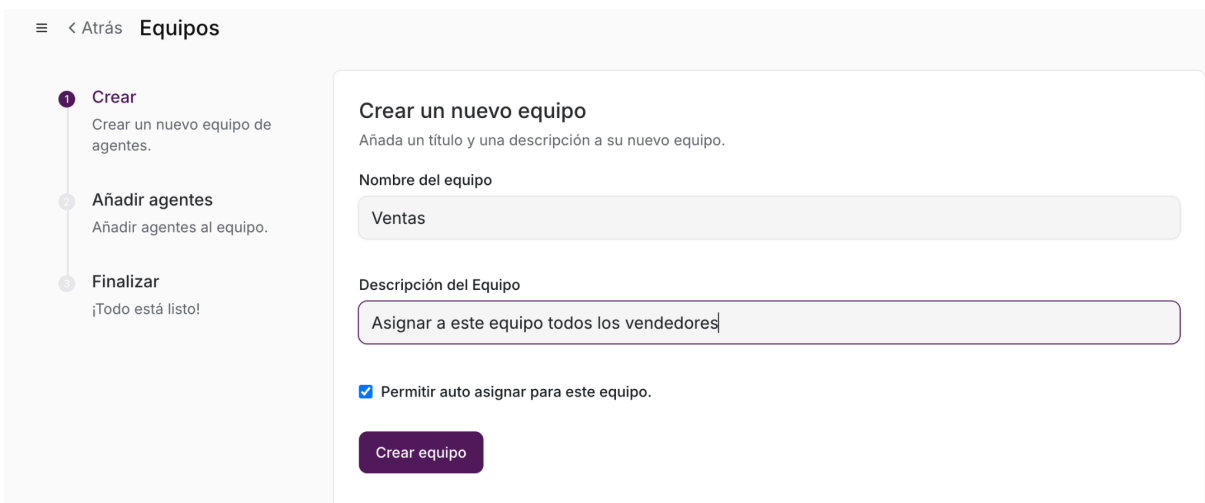 Atrás Equipos
1 Crear
Crear un nuevo equipo de
agentes.
2 Añadir agentes
Añadir agentes al equipo.
3 Finalizar
¡Todo está listo!
Crear un nuevo equipo
Añada un título y una descripción a su nuevo equipo.
Nombre del equipo
Ventas
Descripción del Equipo
Asignar a este equipo todos los vendedores
Permitir auto asignar para este equipo.
Crear equipo